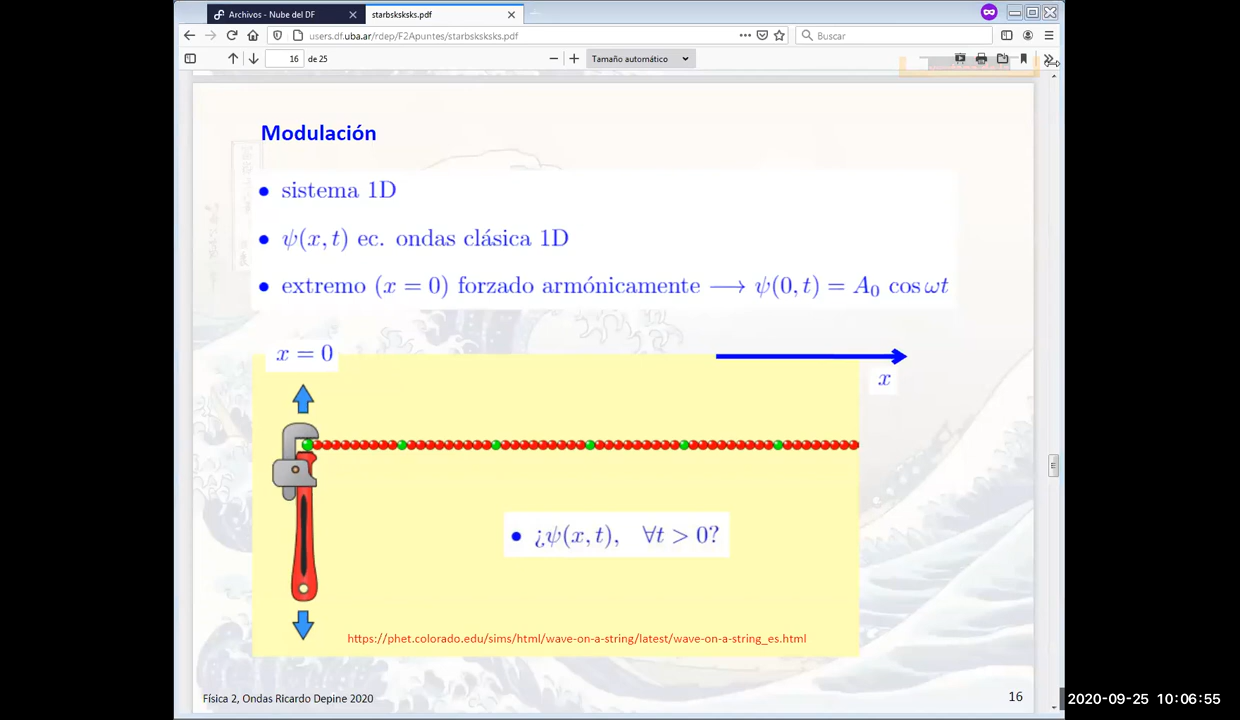 Archivos - Nube del DF
starbsksksks.pdf
users.df.uba.ar/rdep/F2Apuntes/starbsksksks.pdf
Buscar
16 de 25
Tamaño automático
Modulación
• sistema 1D
• ψ(x, t) ec. ondas clásica 1D
• extremo (x = 0) forzado armónicamente ⟶ ψ(0, t) = A₀ cos ωt
x = 0
x
• ¿ψ(x, t), ∀t > 0?
https://phet.colorado.edu/sims/html/wave-on-a-string/latest/wave-on-a-string_es.html
Física 2, Ondas Ricardo Depine 2020
16
2020-09-25 10:06:55